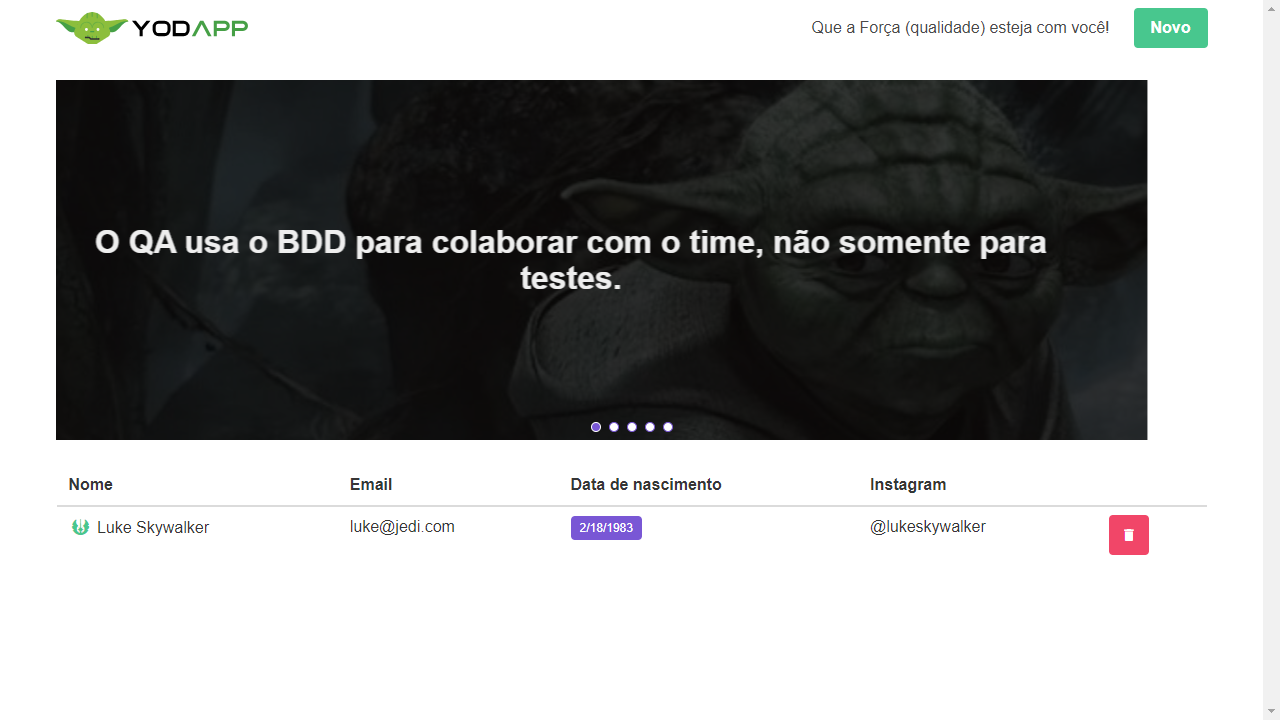 YODAPP
Que a Força (qualidade) esteja com você!
Novo
O QA usa o BDD para colaborar com o time, não somente para
testes.
Nome Email Data de nascimento Instagram
Luke Skywalker luke@jedi.com 2/18/1983 @lukeskywalker